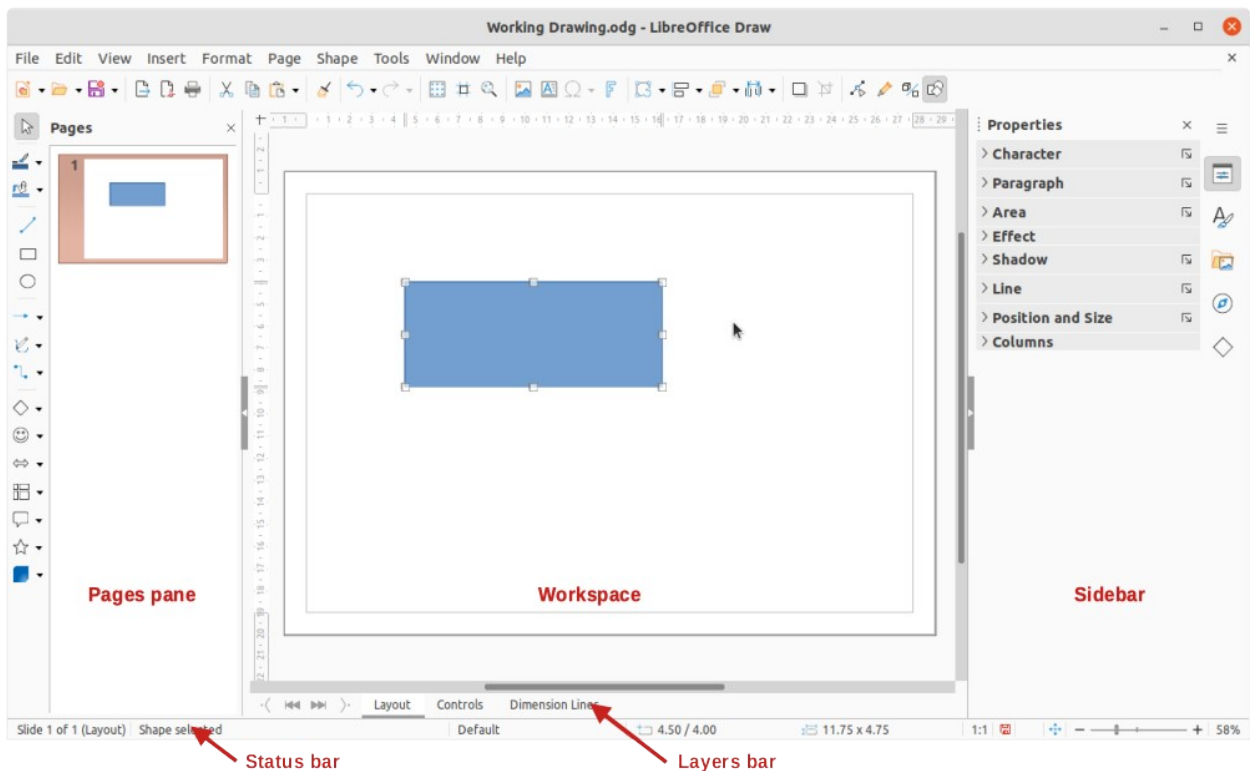 Working Drawing.odg - LibreOffice Draw
File Edit View Insert Format Page Shape Tools Window Help
Pages
1
Properties
Character
Paragraph
Area
Effect
Shadow
Line
Position and Size
Columns
Pages pane
Workspace
Sidebar
Layout Controls Dimension Lines
Slide 1 of 1 (Layout) Shape selected Default 4.50 / 4.00 11.75 x 4.75 1:1 58%
Status bar
Layers bar